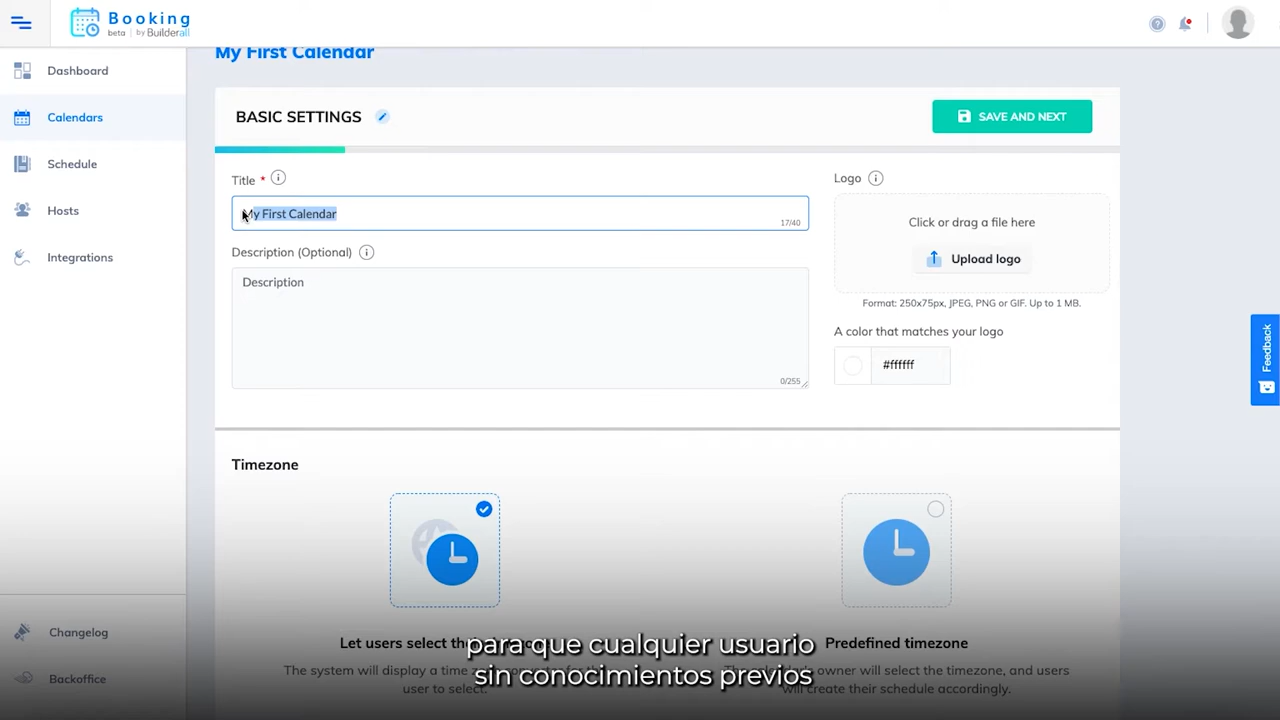 Booking
beta | by Builderall
My First Calendar
Dashboard
Calendars
Schedule
Hosts
Integrations
Changelog
Backoffice
BASIC SETTINGS
SAVE AND NEXT
Title *
My First Calendar
17/40
Description (Optional)
Description
0/255
Logo
Click or drag a file here
Upload logo
Format: 250x75px, JPEG, PNG or GIF. Up to 1 MB.
A color that matches your logo
#ffffff
Feedback
Timezone
Let users select the
The system will display a time
user to select.
Predefined timezone
owner will select the timezone, and users
will create their schedule accordingly.
para que cualquier usuario
sin conocimientos previos